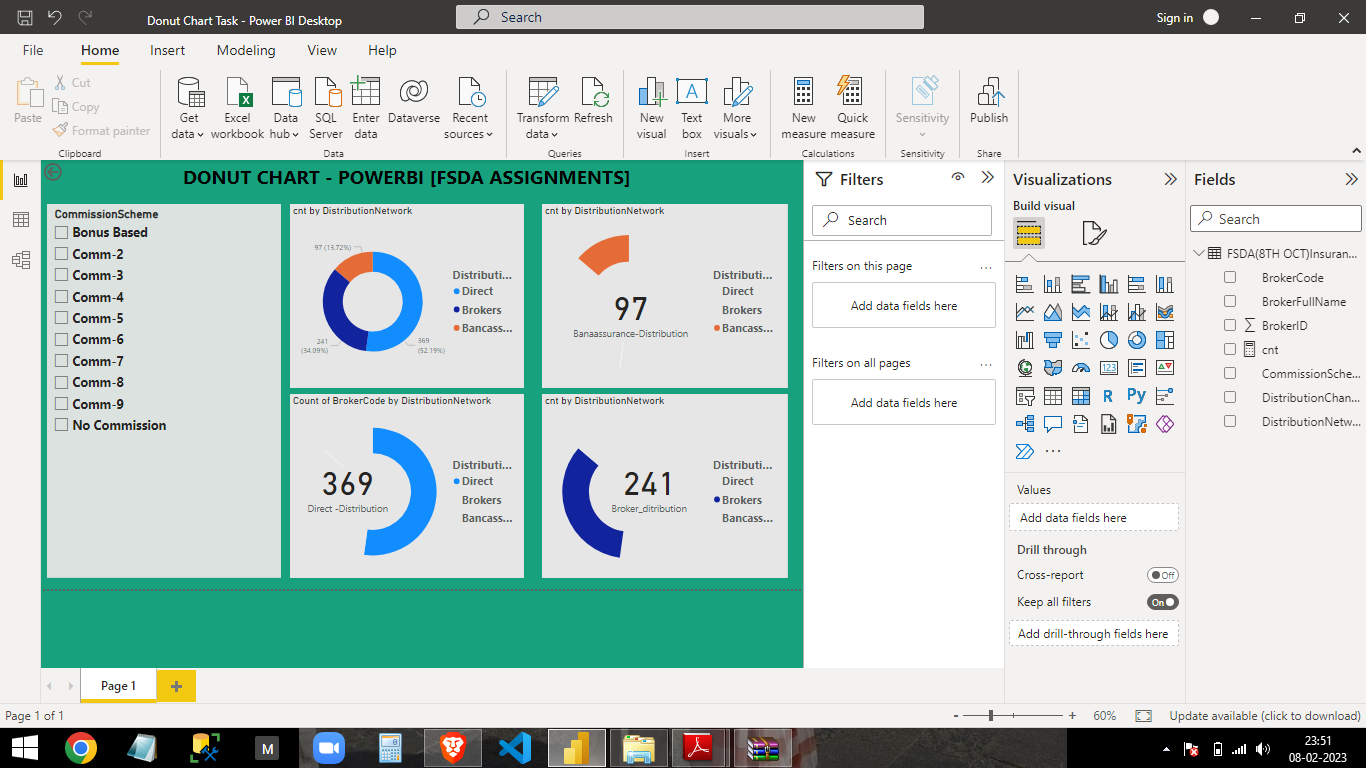 Donut Chart Task - Power BI Desktop
Search
Sign in
File
Home
Insert
Modeling
View
Help
Paste
Cut
Copy
Format painter
Clipboard
Get data
Excel workbook
Data hub
SQL Server
Enter data
Dataverse
Recent sources
Data
Transform data
Refresh
Queries
New visual
Text box
More visuals
Insert
New measure
Quick measure
Calculations
Sensitivity
Sensitivity
Publish
Share
DONUT CHART - POWERBI [FSDA ASSIGNMENTS]
CommissionScheme
Bonus Based
Comm-2
Comm-3
Comm-4
Comm-5
Comm-6
Comm-7
Comm-8
Comm-9
No Commission
cnt by DistributionNetwork
97 (13.72%)
241
(34.09%)
369
(52.19%)
Distributi...
Direct
Brokers
Bancass...
cnt by DistributionNetwork
97
Banaassurance-Distribution
Distributi...
Direct
Brokers
Bancass...
Count of BrokerCode by DistributionNetwork
369
Direct -Distribution
Distributi...
Direct
Brokers
Bancass...
cnt by DistributionNetwork
241
Broker_ditribution
Distributi...
Direct
Brokers
Bancass...
Filters
Search
Filters on this page
...
Add data fields here
Filters on all pages
...
Add data fields here
Visualizations
Build visual
123
R
Py
...
Values
Add data fields here
Drill through
Cross-report
Off
Keep all filters
On
Add drill-through fields here
Fields
Search
FSDA(8TH OCT)Insuran...
BrokerCode
BrokerFullName
BrokerID
cnt
CommissionSche...
DistributionChan...
DistributionNetw...
Page 1
+
Page 1 of 1
- +
60%
Update available (click to download)
M
23:51
08-02-2023